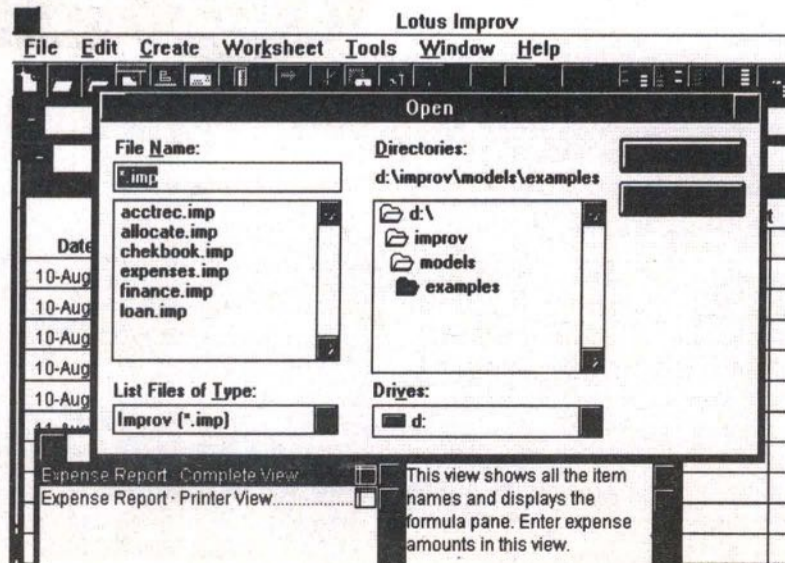 Lotus Improv
File Edit Create Worksheet Tools Window Help
Open
File Name:
*.imp
acctrec.imp
allocate.imp
chekbook.imp
expenses.imp
finance.imp
loan.imp
List Files of Type:
Improv (*.imp)
Directories:
d:\improv\models\examples
d:\
improv
models
examples
Drives:
d:
Date
10-Aug
10-Aug
10-Aug
10-Aug
10-Aug
Expense Report - Complete View
Expense Report - Printer View
This view shows all the item
names and displays the
formula pane. Enter expense
amounts in this view.